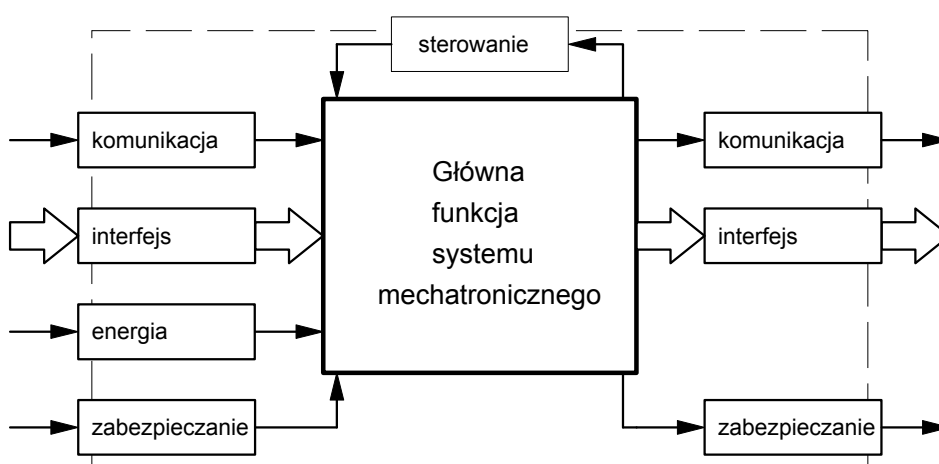 sterowanie
komunikacja
interfejs
energia
zabezpieczanie
Główna
funkcja
systemu
mechatronicznego
komunikacja
interfejs
zabezpieczanie